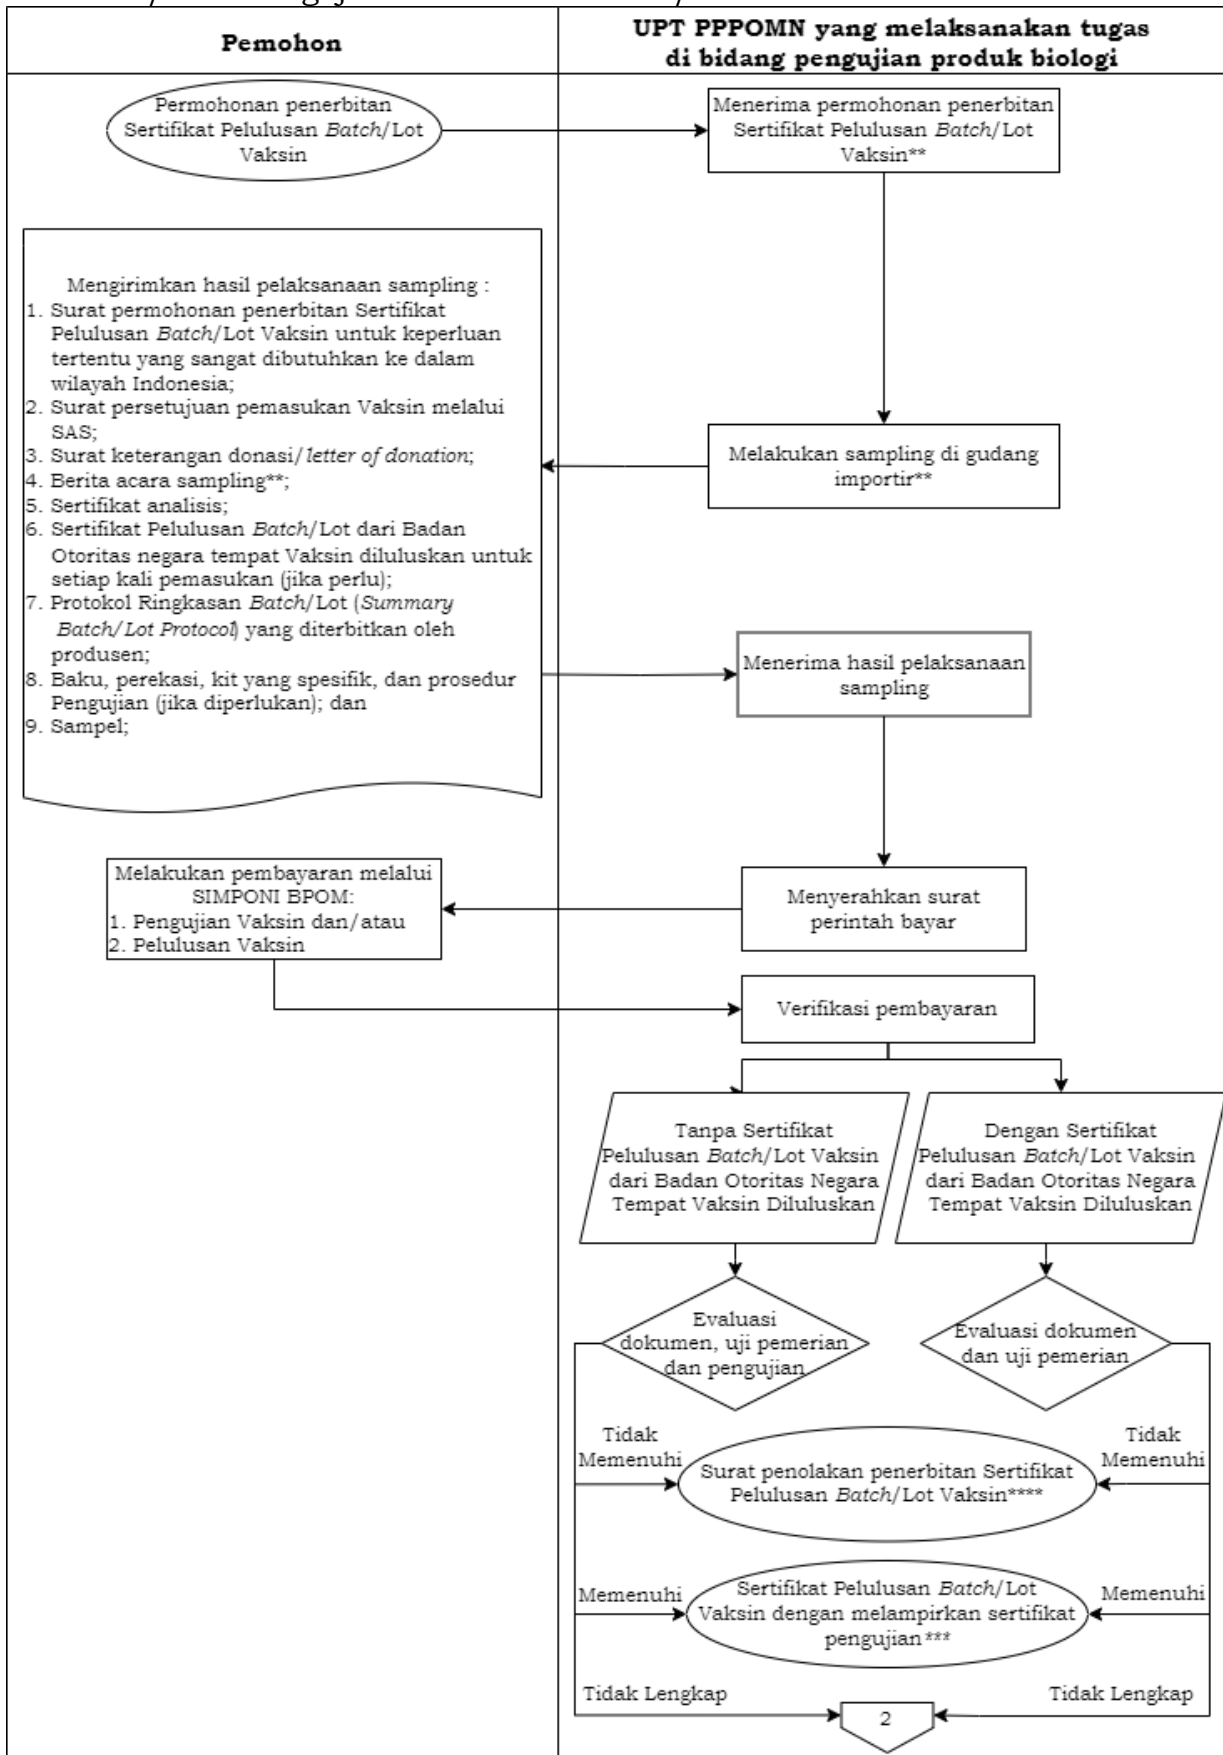 Pemohon
UPT PPPOMN yang melaksanakan tugas
di bidang pengujian produk biologi
Permohonan penerbitan
Sertifikat Pelulusan Batch/Lot
Vaksin
Menerima permohonan penerbitan
Sertifikat Pelulusan Batch/Lot
Vaksin**
Melakukan sampling di gudang
importir**
Mengirimkan hasil pelaksanaan sampling :
1. Surat permohonan penerbitan Sertifikat
Pelulusan Batch/Lot Vaksin untuk keperluan
tertentu yang sangat dibutuhkan ke dalam
wilayah Indonesia;
2. Surat persetujuan pemasukan Vaksin melalui
SAS;
3. Surat keterangan donasi/letter of donation;
4. Berita acara sampling**;
5. Sertifikat analisis;
6. Sertifikat Pelulusan Batch/Lot dari Badan
Otoritas negara tempat Vaksin diluluskan untuk
setiap kali pemasukan (jika perlu);
7. Protokol Ringkasan Batch/Lot (Summary
Batch/Lot Protocol) yang diterbitkan oleh
produsen;
8. Baku, perekasi, kit yang spesifik, dan prosedur
Pengujian (jika diperlukan); dan
9. Sampel;
Menerima hasil pelaksanaan
sampling
Menyerahkan surat
perintah bayar
Melakukan pembayaran melalui
SIMPONI BPOM:
1. Pengujian Vaksin dan/atau
2. Pelulusan Vaksin
Verifikasi pembayaran
Tanpa Sertifikat
Pelulusan Batch/Lot Vaksin
dari Badan Otoritas Negara
Tempat Vaksin Diluluskan
Dengan Sertifikat
Pelulusan Batch/Lot Vaksin
dari Badan Otoritas Negara
Tempat Vaksin Diluluskan
Evaluasi
dokumen, uji pemerian
dan pengujian
Evaluasi dokumen
dan uji pemerian
Tidak
Memenuhi
Surat penolakan penerbitan Sertifikat
Pelulusan Batch/Lot Vaksin****
Tidak
Memenuhi
Memenuhi
Sertifikat Pelulusan Batch/Lot
Vaksin dengan melampirkan sertifikat
pengujian***
Memenuhi
Tidak Lengkap
2
Tidak Lengkap